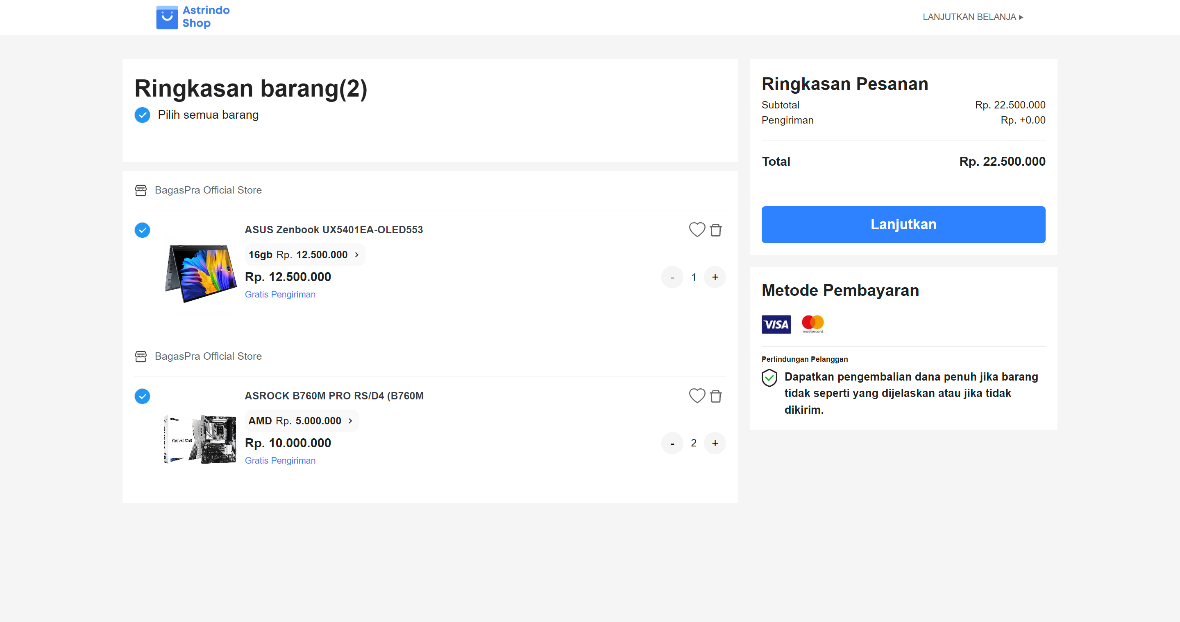 Astrindo
Shop
LANJUTKAN BELANJA ▸
Ringkasan barang(2)
Pilih semua barang
BagasPra Official Store
ASUS Zenbook UX5401EA-OLED553
16gb Rp. 12.500.000 ›
Rp. 12.500.000
- 1 +
Gratis Pengiriman
BagasPra Official Store
ASROCK B760M PRO RS/D4 (B760M
AMD Rp. 5.000.000 ›
Rp. 10.000.000
- 2 +
Gratis Pengiriman
Ringkasan Pesanan
Subtotal Rp. 22.500.000
Pengiriman Rp. +0.00
Total Rp. 22.500.000
Lanjutkan
Metode Pembayaran
VISA
mastercard
Perlindungan Pelanggan
Dapatkan pengembalian dana penuh jika barang
tidak seperti yang dijelaskan atau jika tidak
dikirim.